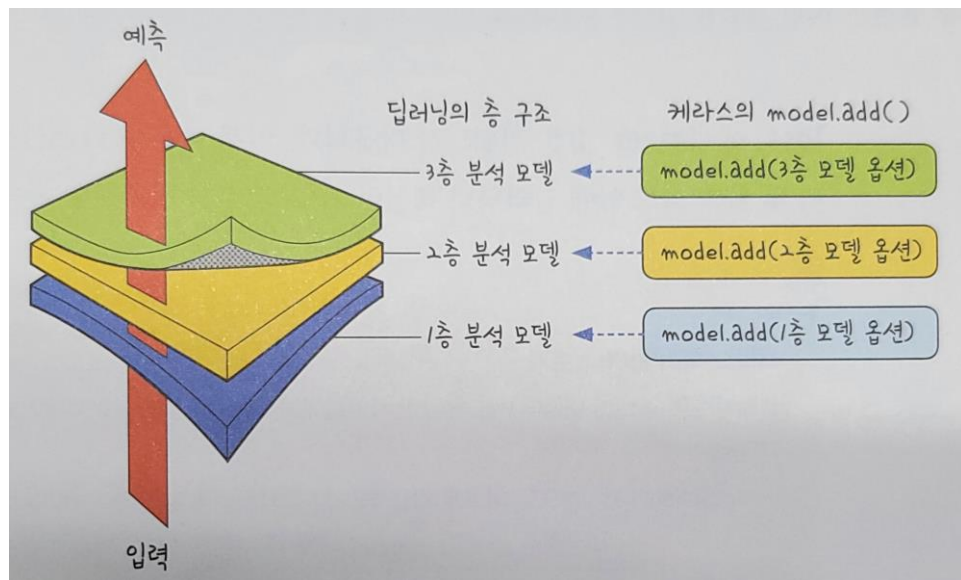 예측
딥러닝의 층 구조
케라스의 model.add()
3층 분석 모델
model.add(3층 모델 옵션)
2층 분석 모델
model.add(2층 모델 옵션)
1층 분석 모델
model.add(1층 모델 옵션)
입력